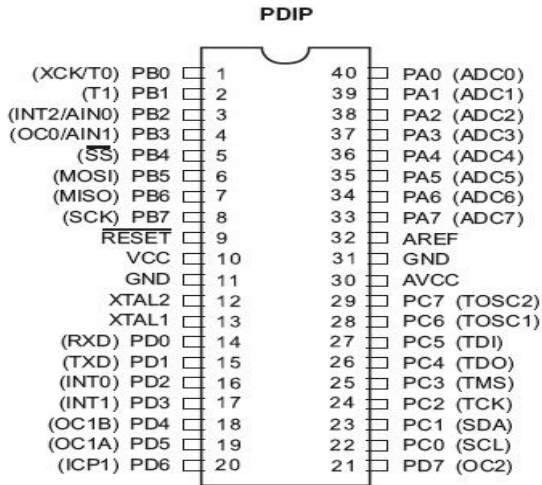 PDIP
(XCK/T0) PB0 1 40 PA0 (ADC0)
(T1) PB1 2 39 PA1 (ADC1)
(INT2/AIN0) PB2 3 38 PA2 (ADC2)
(OC0/AIN1) PB3 4 37 PA3 (ADC3)
(SS) PB4 5 36 PA4 (ADC4)
(MOSI) PB5 6 35 PA5 (ADC5)
(MISO) PB6 7 34 PA6 (ADC6)
(SCK) PB7 8 33 PA7 (ADC7)
RESET 9 32 AREF
VCC 10 31 GND
GND 11 30 AVCC
XTAL2 12 29 PC7 (TOSC2)
XTAL1 13 28 PC6 (TOSC1)
(RXD) PD0 14 27 PC5 (TDI)
(TXD) PD1 15 26 PC4 (TDO)
(INT0) PD2 16 25 PC3 (TMS)
(INT1) PD3 17 24 PC2 (TCK)
(OC1B) PD4 18 23 PC1 (SDA)
(OC1A) PD5 19 22 PC0 (SCL)
(ICP1) PD6 20 21 PD7 (OC2)